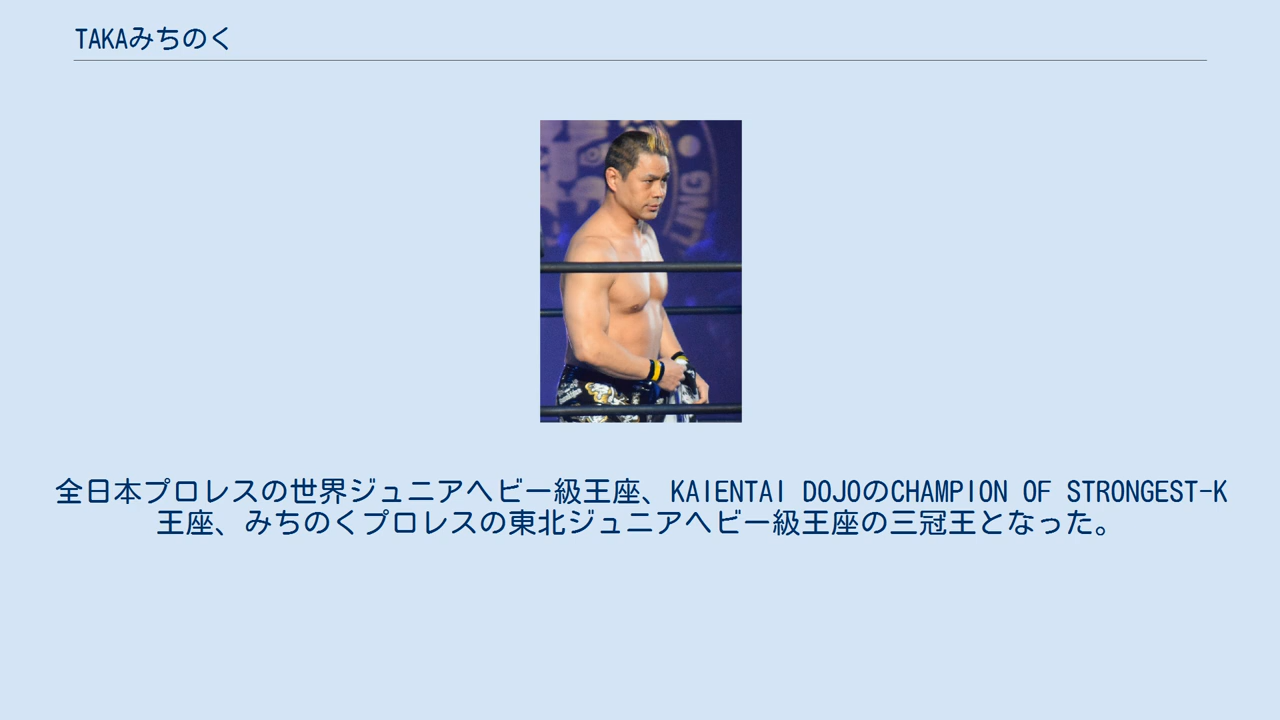 TAKAみちのく
LING
全日本プロレスの世界ジュニアヘビー級王座、KAIENTAI DOJOのCHAMPION OF STRONGEST-K
王座、みちのくプロレスの東北ジュニアヘビー級王座の三冠王となった。